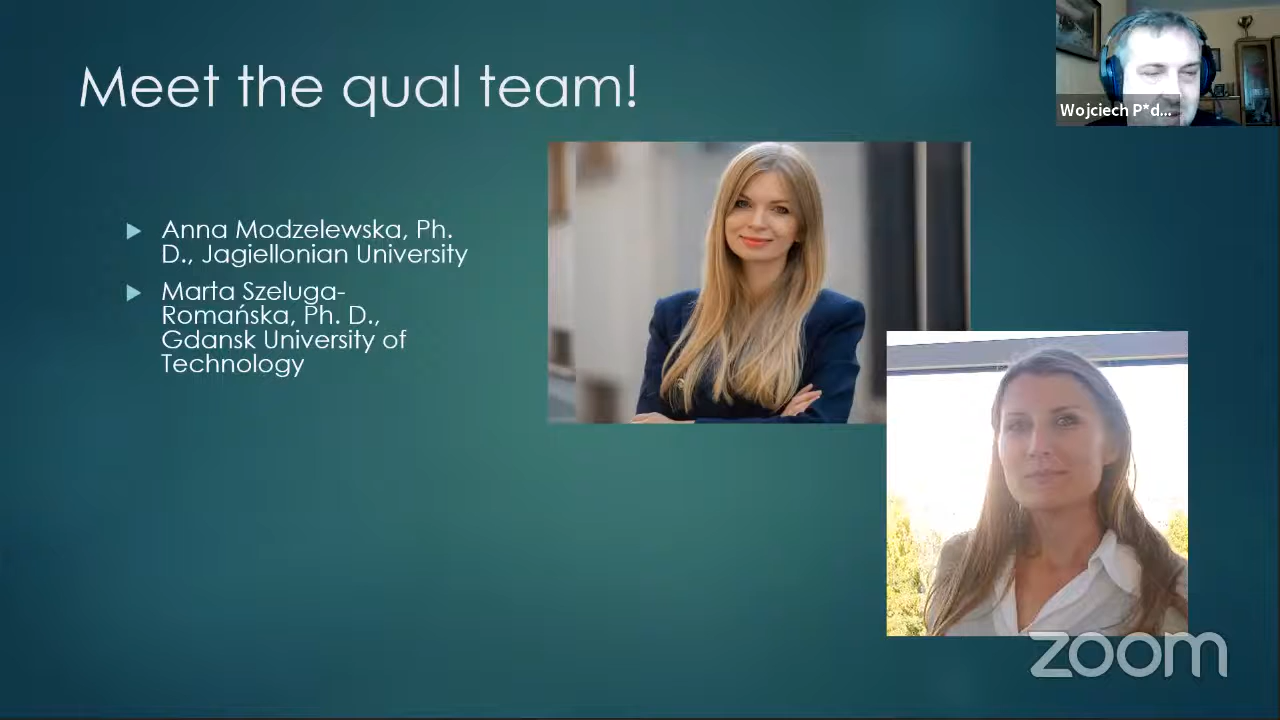 Meet the qual team!
Wojciech P*d...
Anna Modzelewska, Ph.
D., Jagiellonian University
Marta Szeluga-
Romańska, Ph. D.,
Gdansk University of
Technology
zoom